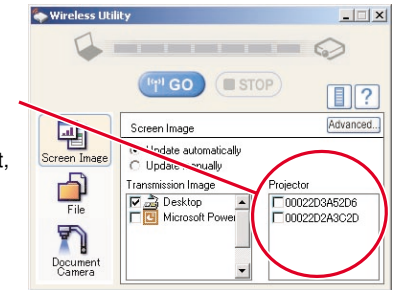 Wireless Utility
GO
STOP
?
Screen Image
Advanced...
Update automatically
Update manually
Transmission Image
Projector
Desktop
Microsoft Power
00022D3A52D6
00022D2A3C2D
Screen Image
File
Document
Camera
t,